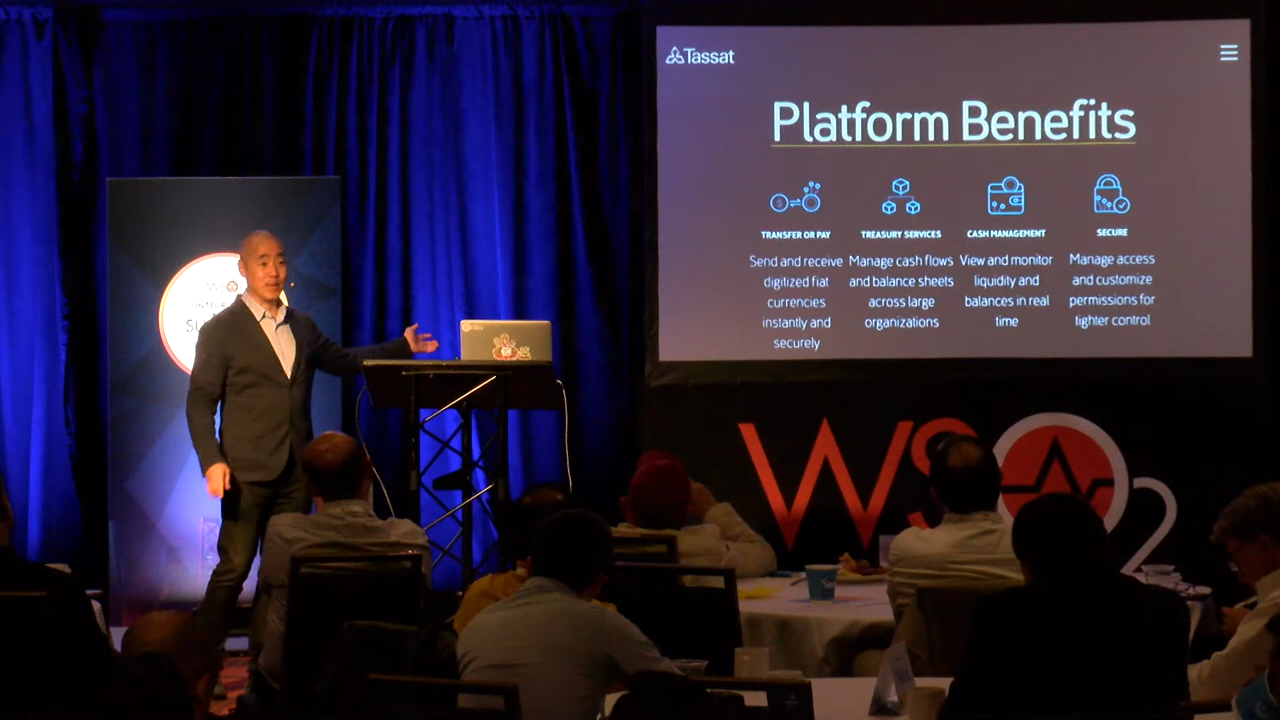 Tassat
Platform Benefits
TRANSFER OR PAY
Send and receive
digitized fiat
currencies
instantly and
securely
TREASURY SERVICES
Manage cash flows
and balance sheets
across large
organizations
CASH MANAGEMENT
View and monitor
liquidity and
balances in real
time
SECURE
Manage access
and customize
permissions for
tighter control
WSO2